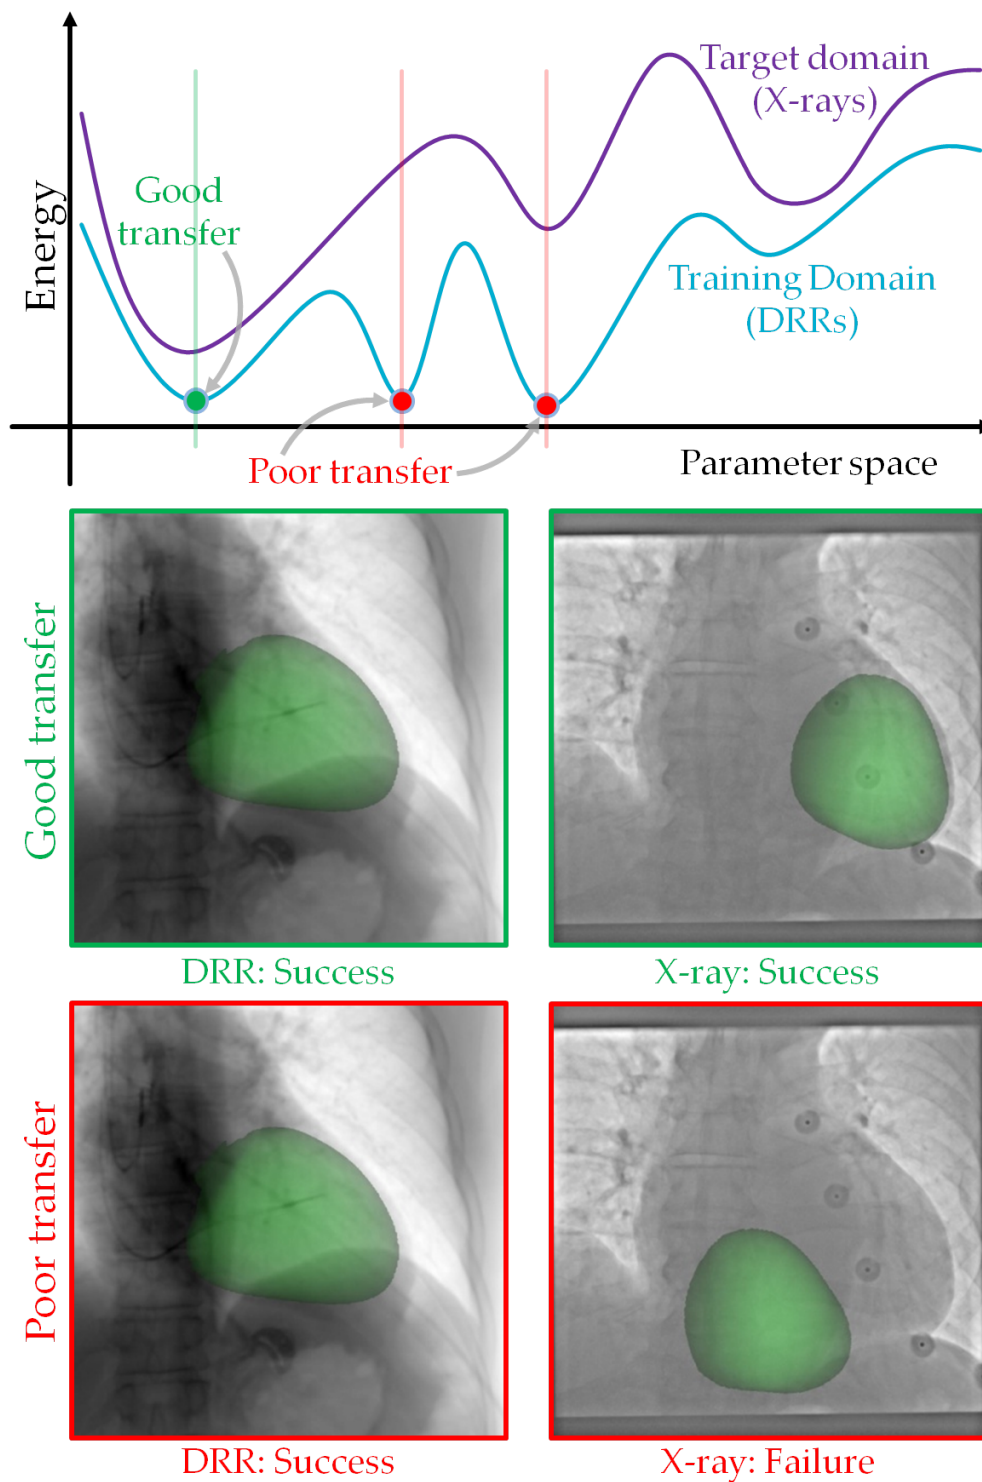 Target domain
(X-rays)
Good
transfer
Energy
Training Domain
(DRRs)
Poor transfer
Parameter space
Good transfer
DRR: Success
X-ray: Success
Poor transfer
DRR: Success
X-ray: Failure